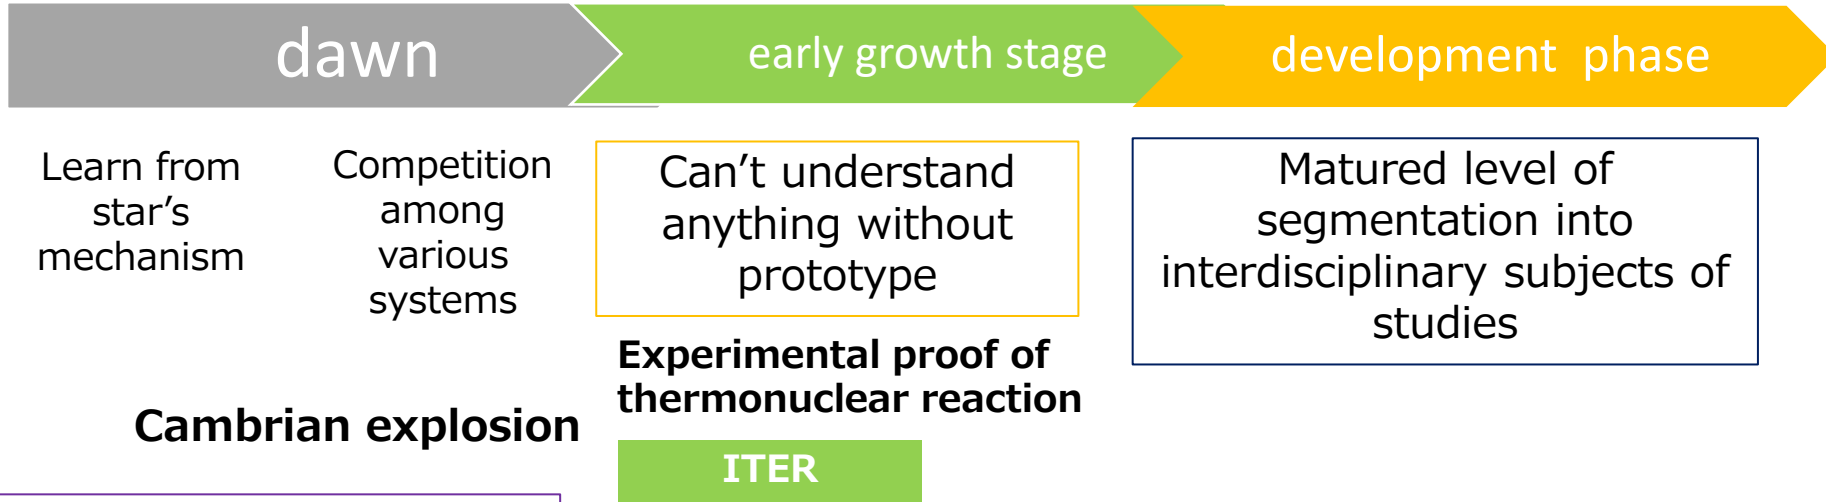 dawn
early growth stage
development phase
Learn from
star’s
mechanism
Competition
among
various
systems
Can’t understand
anything without
prototype
Matured level of
segmentation into
interdisciplinary subjects of
studies
Experimental proof of
thermonuclear reaction
Cambrian explosion
ITER